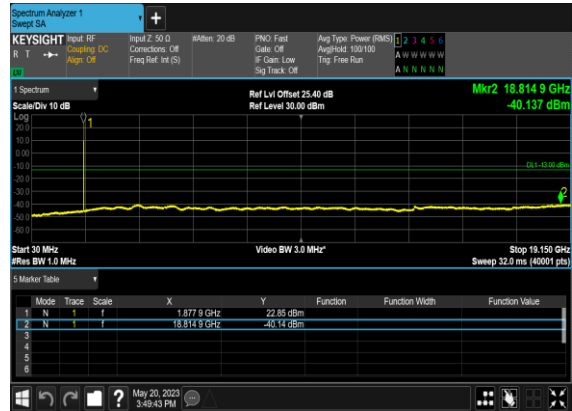 Spectrum Analyzer 1
Swept SA
+
KEYSIGHT Input: RF Input Z: 50 Ω #Atten: 20 dB PNO: Fast Avg Type: Power (RMS) 1 2 3 4 5 6
R T Coupling: DC Corrections: Off Gate: Off Avg|Hold: 100/100 A W W W W W
Align: Off Freq Ref: Int (S) IF Gain: Low Trig: Free Run
Sig Track: Off A N N N N N
1 Spectrum Ref Lvl Offset 25.40 dB Mkr2 18.814 9 GHz
Scale/Div 10 dB Ref Level 30.00 dBm -40.137 dBm
Log
20.0 1
10.0
0.00
-10.0 DL1 -13.00 dBm
-20.0
-30.0 2
-40.0
-50.0
-60.0
Start 30 MHz Video BW 3.0 MHz* Stop 19.150 GHz
#Res BW 1.0 MHz Sweep 32.0 ms (40001 pts)
5 Marker Table
Mode Trace Scale X Y Function Function Width Function Value
1 N 1 f 1.877 9 GHz 22.85 dBm
2 N 1 f 18.814 9 GHz -40.14 dBm
3
4
5
6
? May 20, 2023
3:49:43 PM